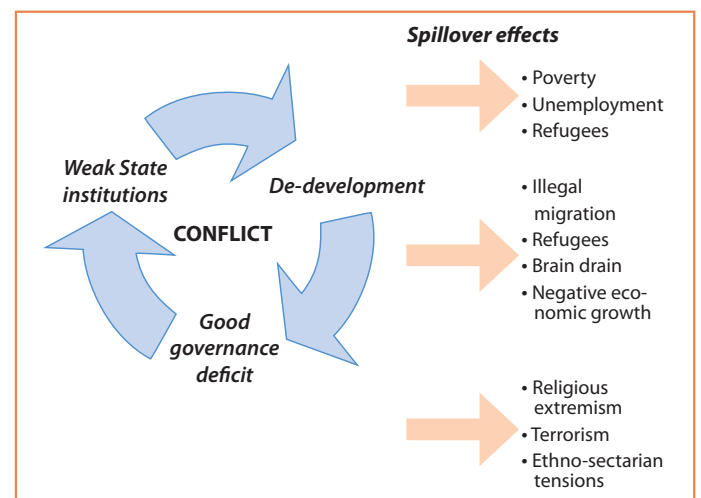 Spillover effects
• Poverty
• Unemployment
• Refugees
Weak State
institutions
De-development
CONFLICT
Good
governance
deficit
• Illegal
migration
• Refugees
• Brain drain
• Negative eco-
nomic growth
• Religious
extremism
• Terrorism
• Ethno-sectarian
tensions